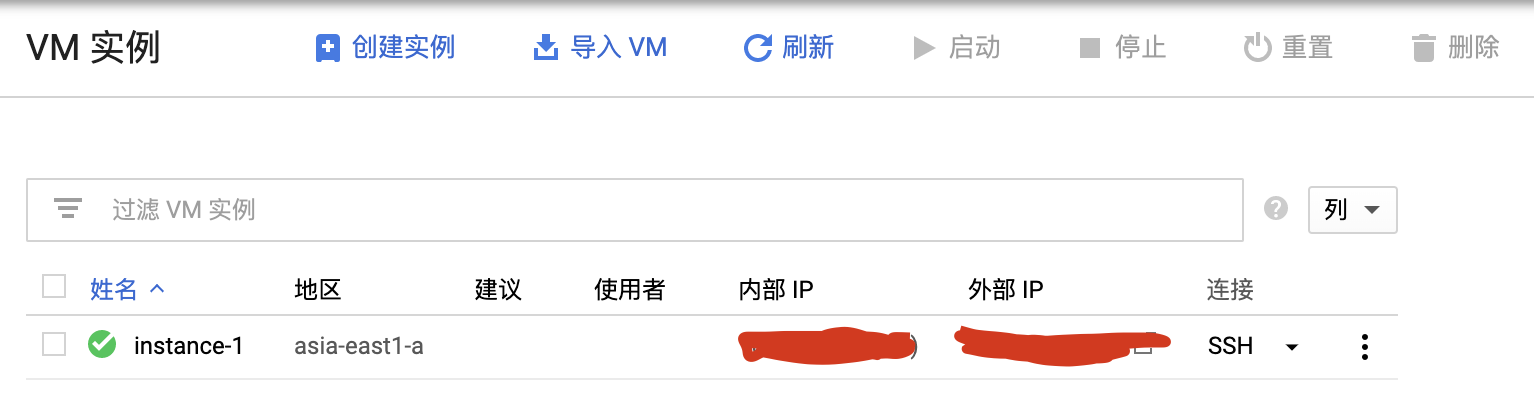 VM 实例 创建实例 导入 VM 刷新 启动 停止 重置 删除
过滤 VM 实例 ? 列
姓名 地区 建议 使用者 内部 IP 外部 IP 连接
instance-1 asia-east1-a ) SSH